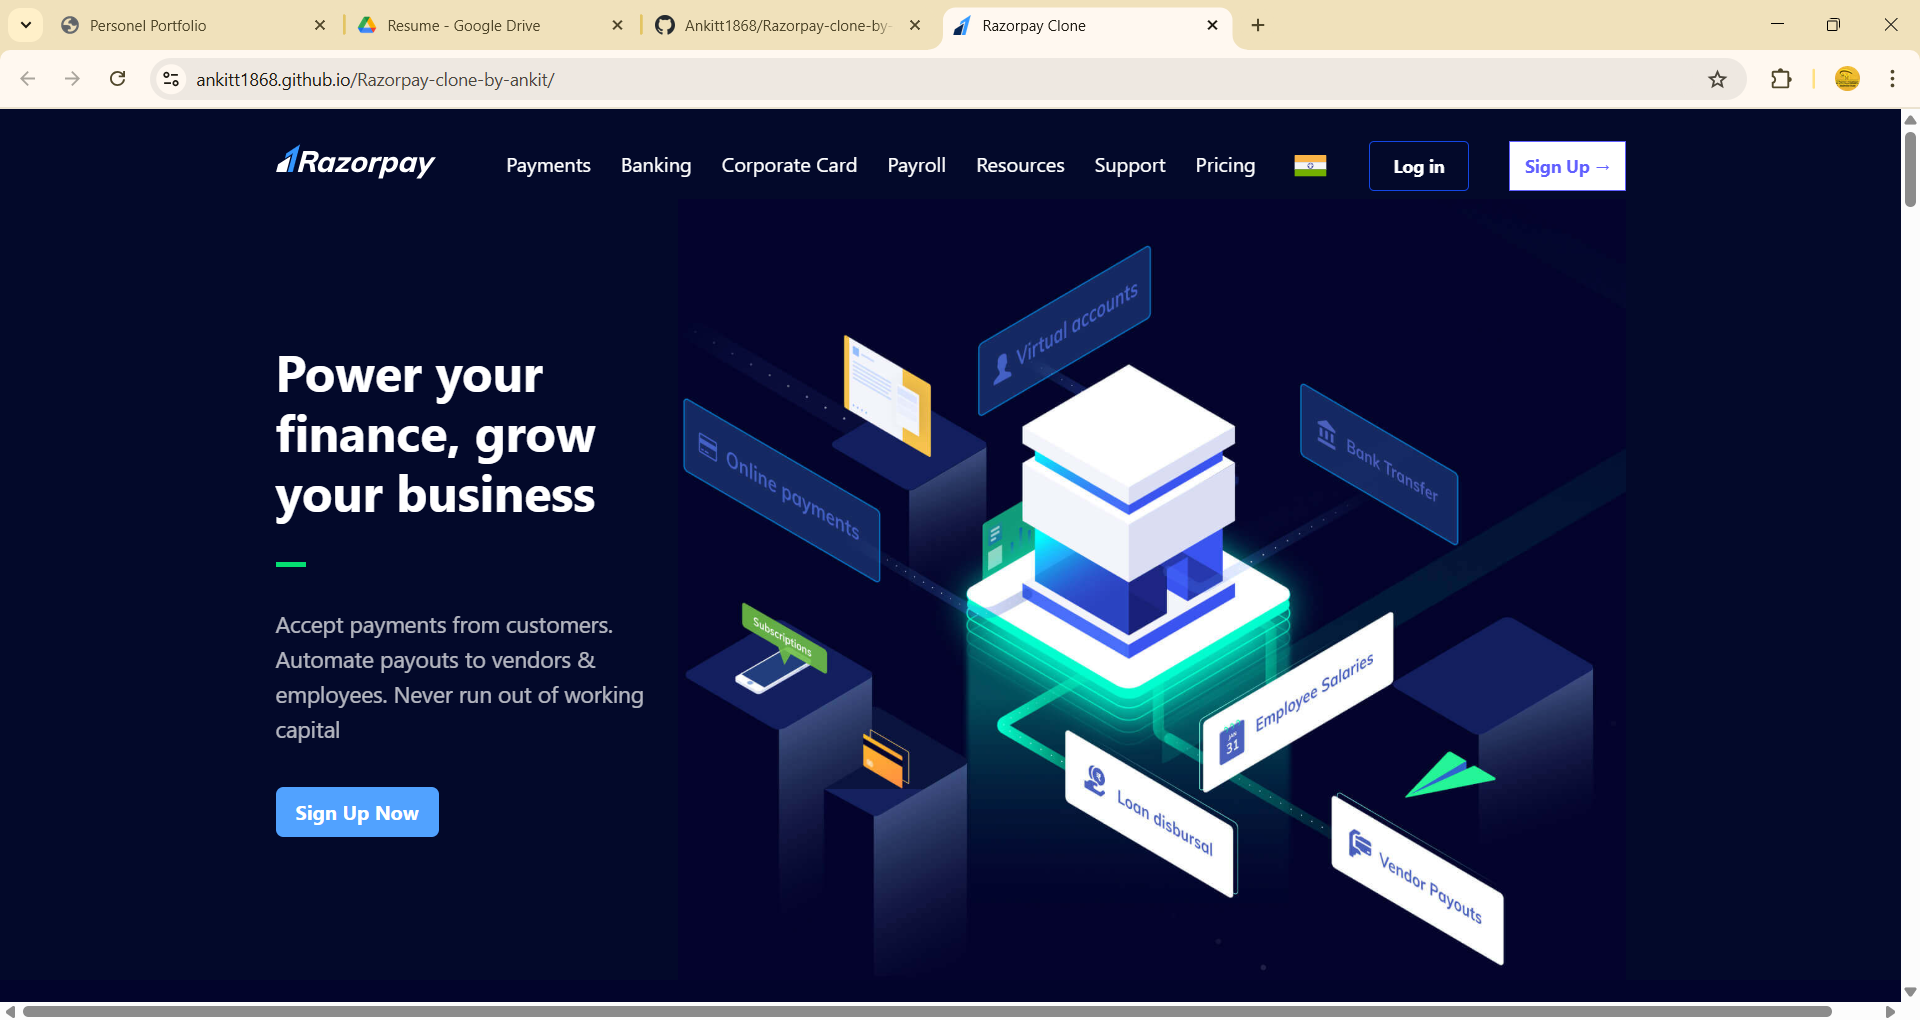 Personel Portfolio
Resume - Google Drive
Ankitt1868/Razorpay-clone-by-
Razorpay Clone
ankitt1868.github.io/Razorpay-clone-by-ankit/
Razorpay
Payments
Banking
Corporate Card
Payroll
Resources
Support
Pricing
Log in
Sign Up →
Power your
finance, grow
your business
Accept payments from customers.
Automate payouts to vendors &
employees. Never run out of working
capital
Sign Up Now
Virtual accounts
Online payments
Bank Transfer
Subscriptions
Employee Salaries
JAN
31
Loan disbursal
Vendor Payouts